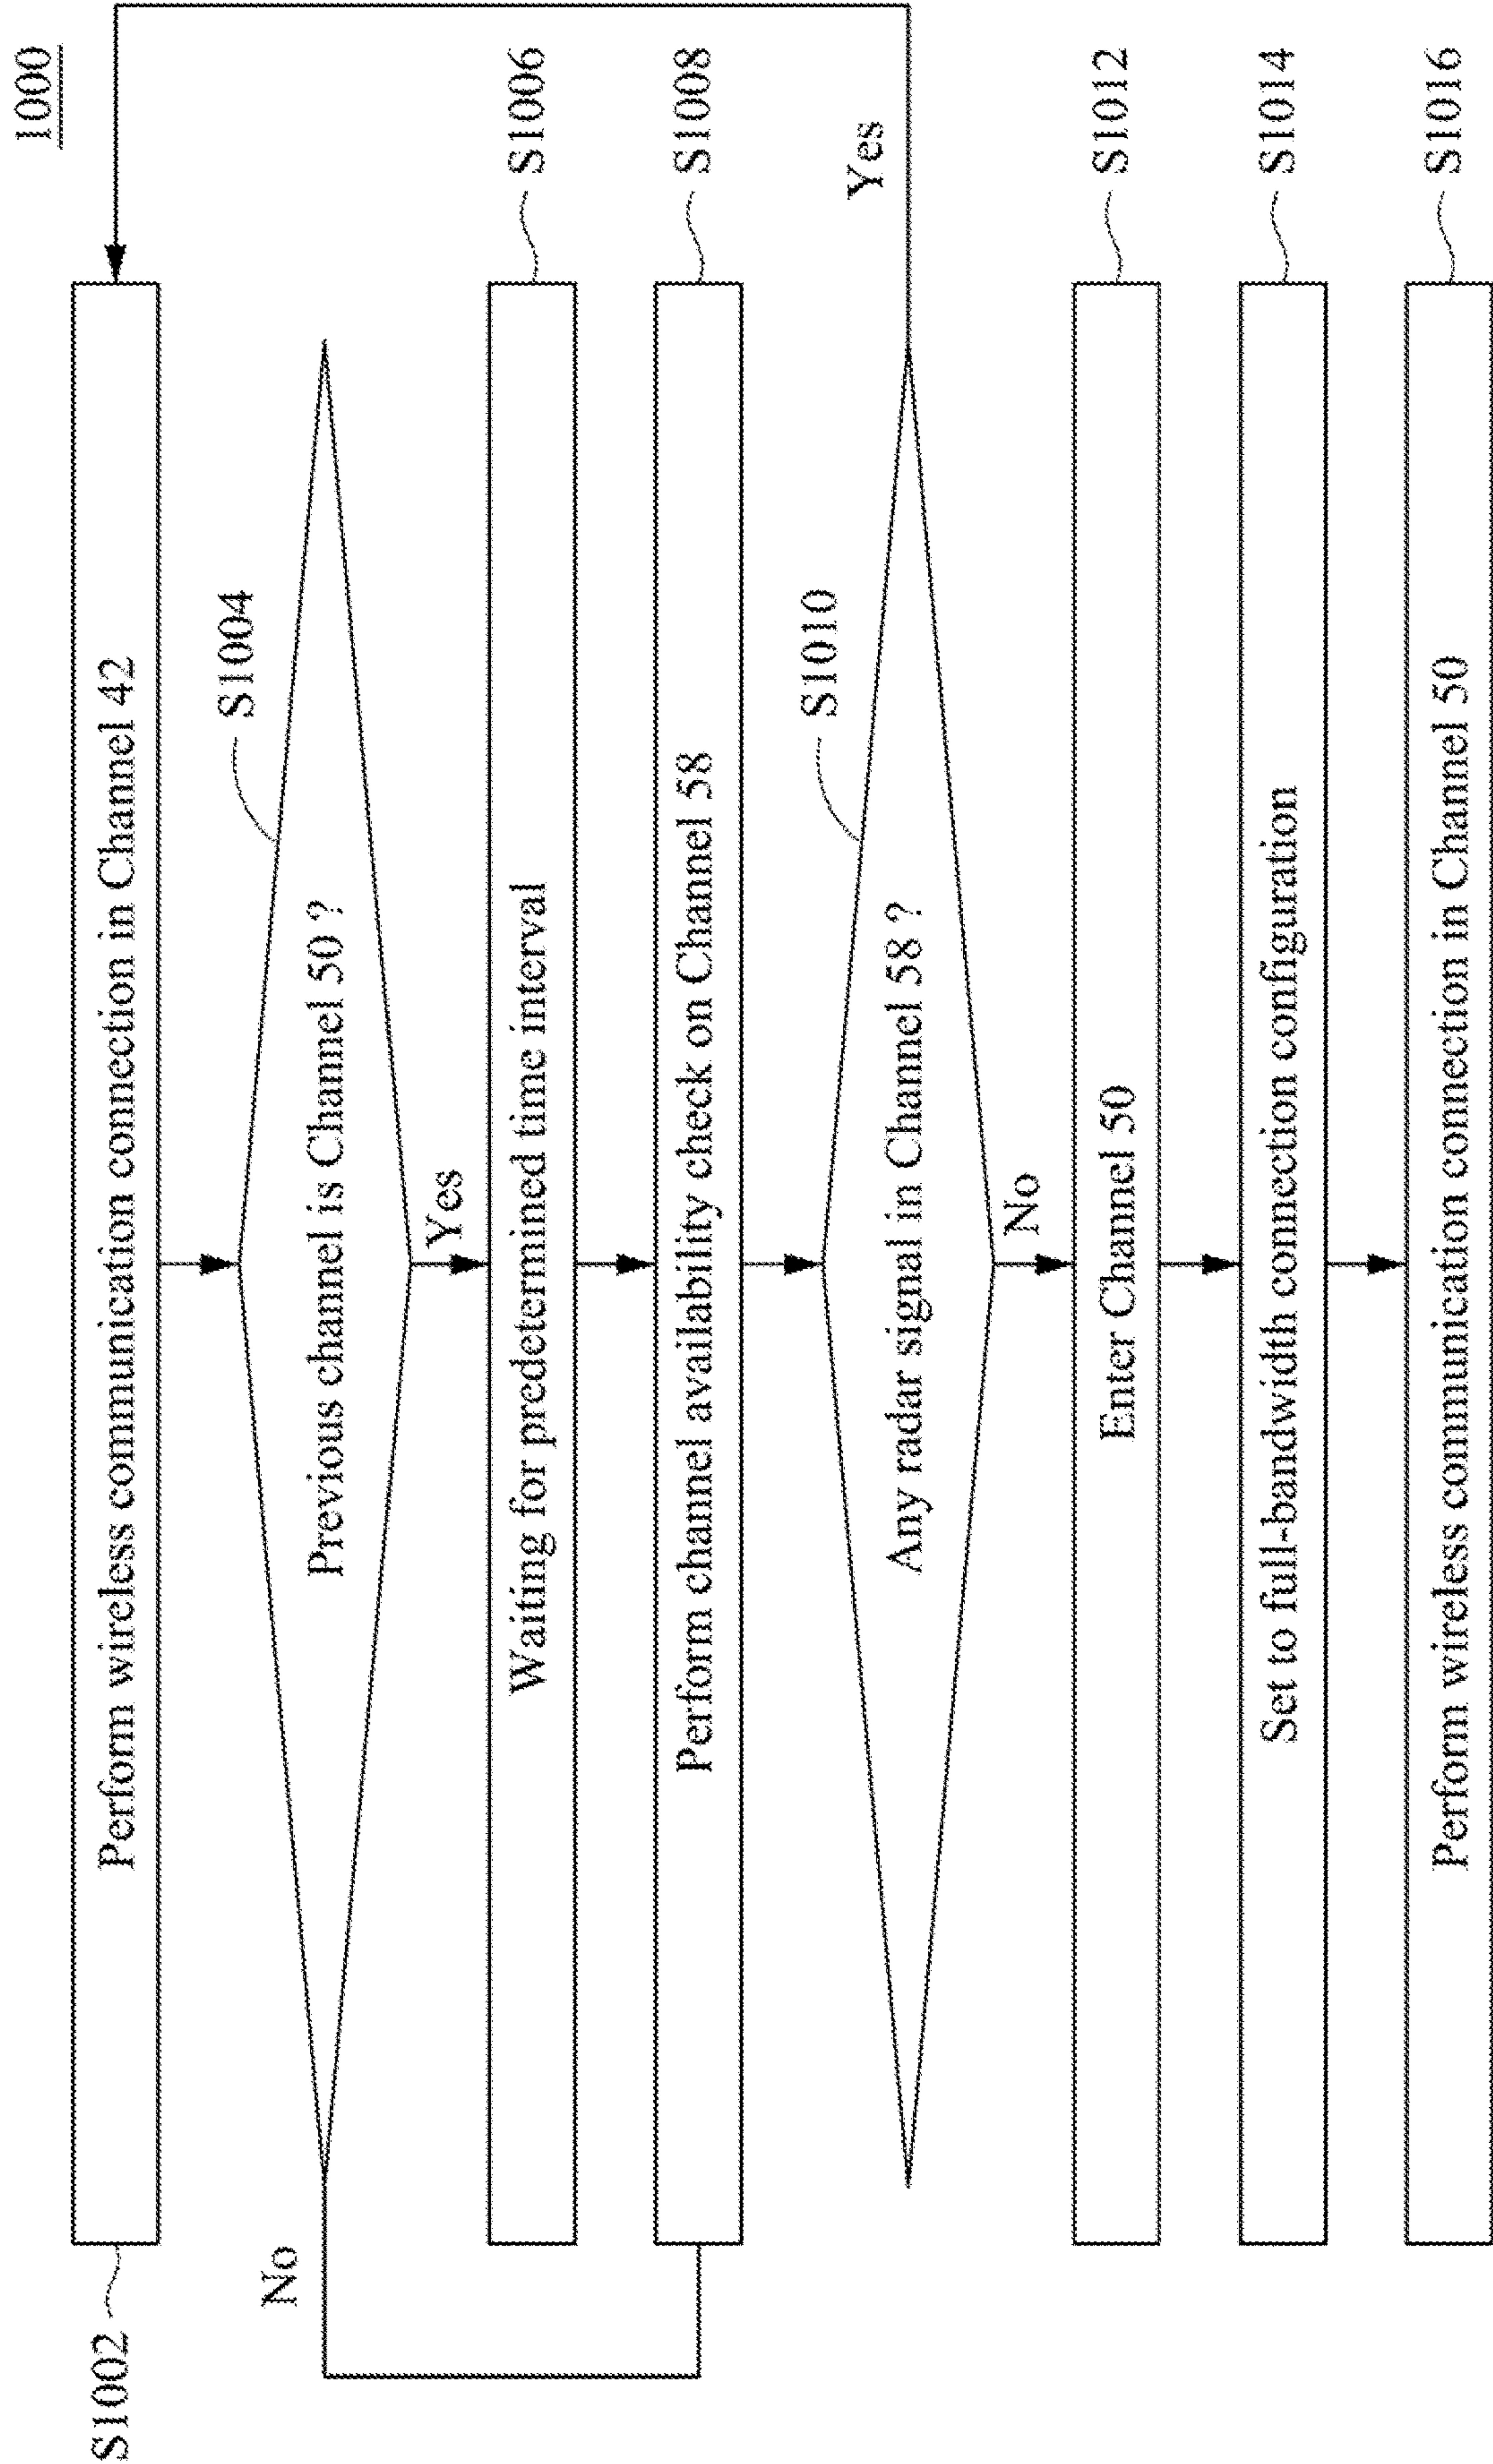 1000
S1002
Perform wireless communication connection in Channel 42
S1004
Previous channel is Channel 50 ?
No
Yes
Waiting for predetermined time interval
S1006
Perform channel availability check on Channel 58
S1008
S1010
Any radar signal in Channel 58 ?
Yes
No
Enter Channel 50
S1012
Set to full-bandwidth connection configuration
S1014
Perform wireless communication connection in Channel 50
S1016